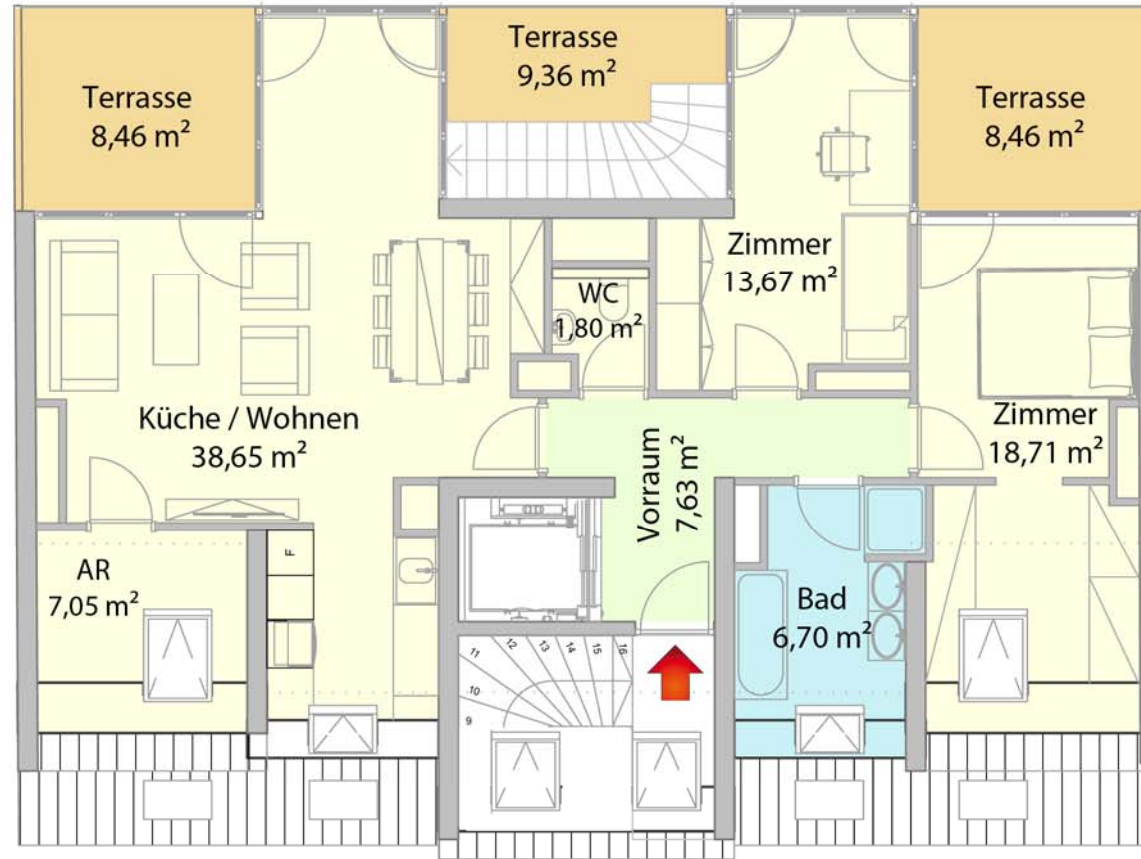 Terrasse
8,46 m²
Terrasse
9,36 m²
Terrasse
8,46 m²
Zimmer
13,67 m²
WC
1,80 m²
Küche / Wohnen
38,65 m²
Zimmer
18,71 m²
Vorraum
7,63 m²
AR
7,05 m²
F
Bad
6,70 m²
9
10
11
12
13
14
15
16